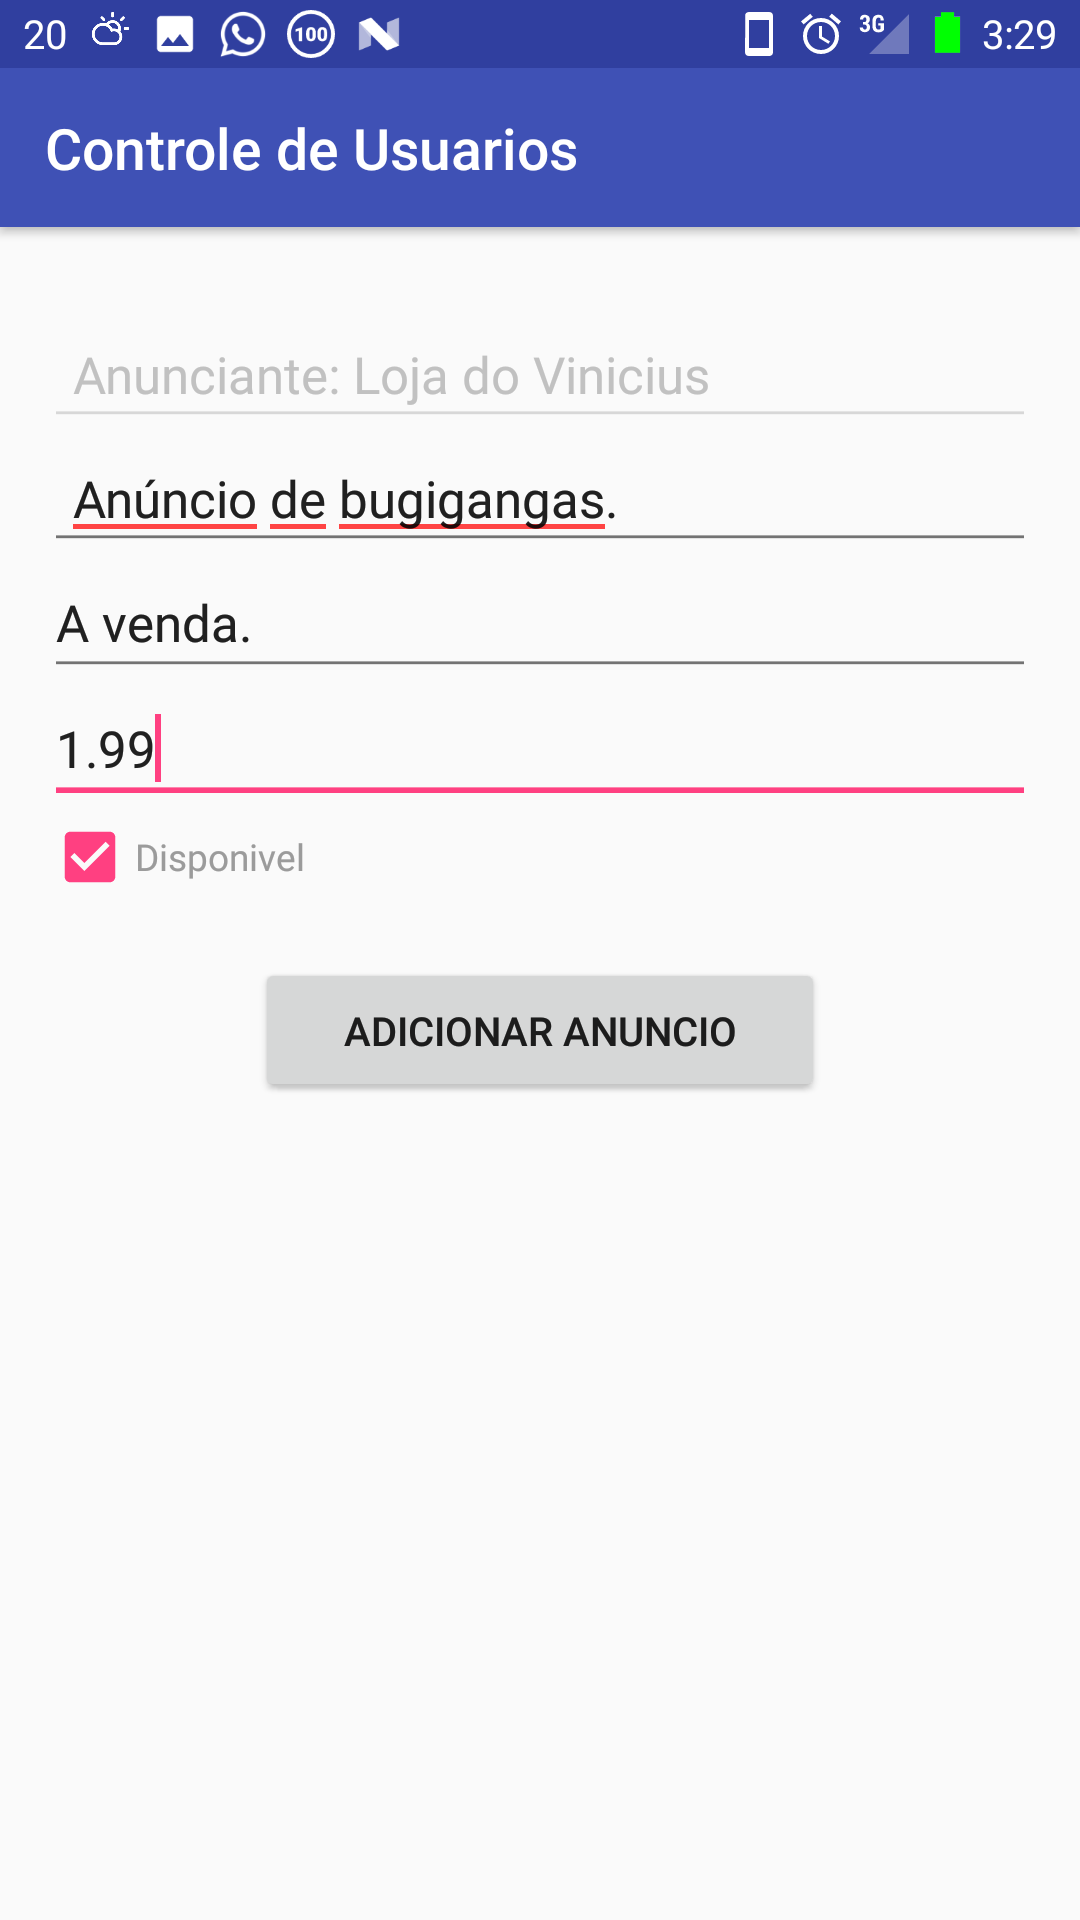 20 100 3G 3:29
Controle de Usuarios
Anunciante: Loja do Vinicius
Anúncio de bugigangas.
A venda.
1.99
Disponivel
ADICIONAR ANUNCIO